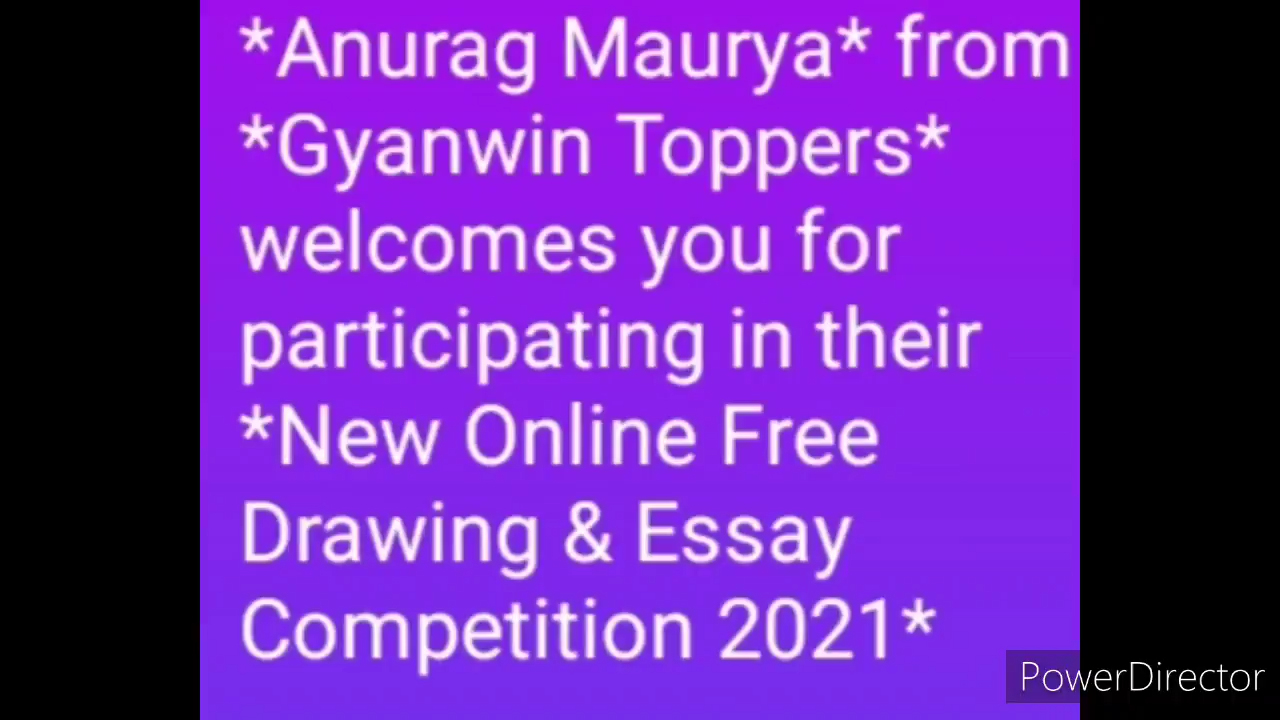 *Anurag Maurya* from
*Gyanwin Toppers*
welcomes you for
participating in their
*New Online Free
Drawing & Essay
Competition 2021*
PowerDirector